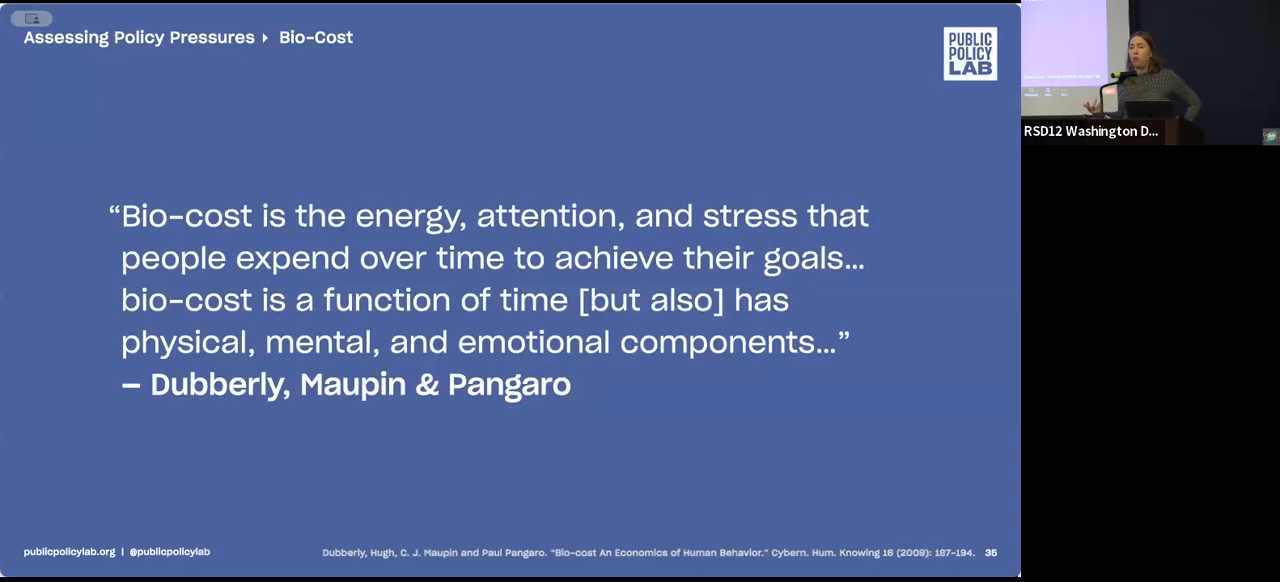 Assessing Policy Pressures ▸ Bio-Cost
PUBLIC
POLICY
LAB
“Bio-cost is the energy, attention, and stress that
people expend over time to achieve their goals...
bio-cost is a function of time [but also] has
physical, mental, and emotional components...”
– Dubberly, Maupin & Pangaro
publicpolicylab.org | @publicpolicylab
Dubberly, Hugh, C. J. Maupin and Paul Pangaro. “Bio-cost An Economics of Human Behavior.” Cybern. Hum. Knowing 16 (2009): 187-194. 35
RSD12 Washington D...